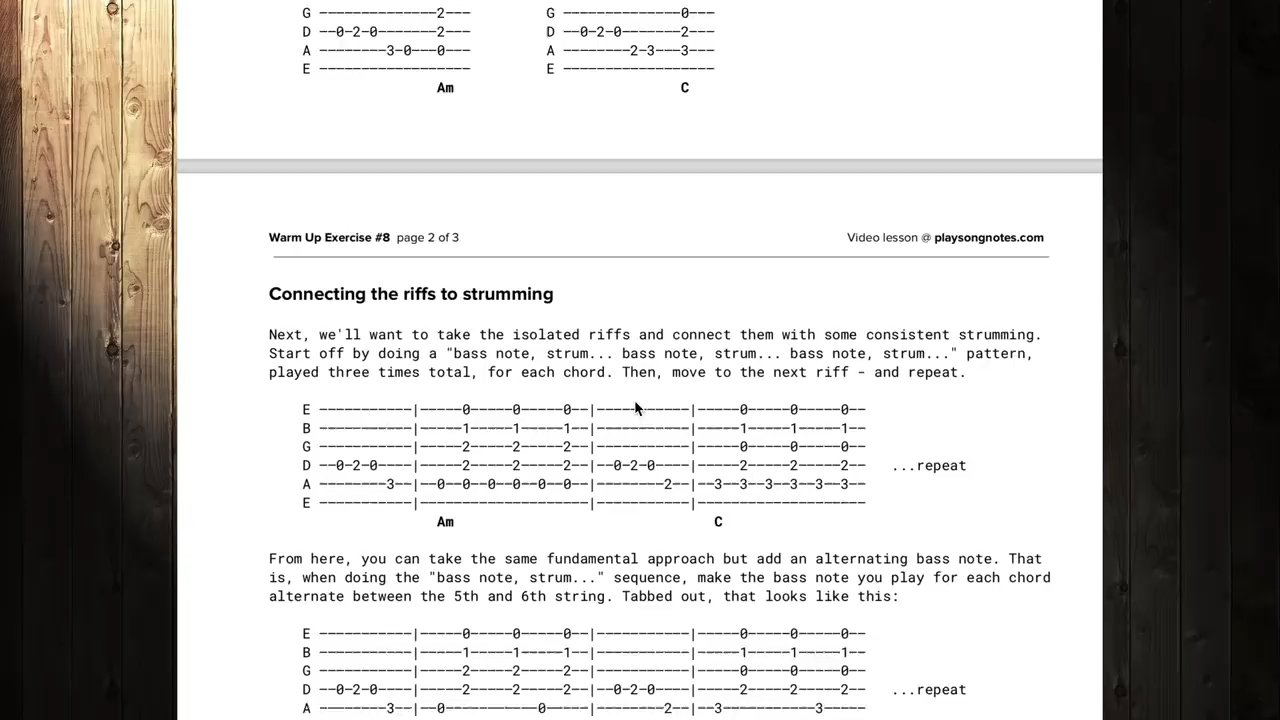 G --------------2---   G --------------0---
D --0-2-0-------2---   D --0-2-0-------2---
A --------3-0---0---   A --------2-3---3---
E ------------------   E ------------------
Am   C
Warm Up Exercise #8 page 2 of 3   Video lesson @ playsongnotes.com
Connecting the riffs to strumming
Next, we'll want to take the isolated riffs and connect them with some consistent strumming.
Start off by doing a "bass note, strum... bass note, strum... bass note, strum..." pattern,
played three times total, for each chord. Then, move to the next riff - and repeat.
E -----------|-----0-----0-----0--|-----------|-----0-----0-----0--
B -----------|-----1-----1-----1--|-----------|-----1-----1-----1--
G -----------|-----2-----2-----2--|-----------|-----0-----0-----0--
D --0-2-0----|-----2-----2-----2--|--0-2-0----|-----2-----2-----2--   ...repeat
A --------3--|--0--0--0--0--0--0--|--------2--|--3--3--3--3--3--3--
E -----------|--------------------|-----------|--------------------
Am   C
From here, you can take the same fundamental approach but add an alternating bass note. That
is, when doing the "bass note, strum..." sequence, make the bass note you play for each chord
alternate between the 5th and 6th string. Tabbed out, that looks like this:
E -----------|-----0-----0-----0--|-----------|-----0-----0-----0--
B -----------|-----1-----1-----1--|-----------|-----1-----1-----1--
G -----------|-----2-----2-----2--|-----------|-----0-----0-----0--
D --0-2-0----|-----2-----2-----2--|--0-2-0----|-----2-----2-----2--   ...repeat
A --------3--|--0-----------0-----|--------2--|--3-----------3-----